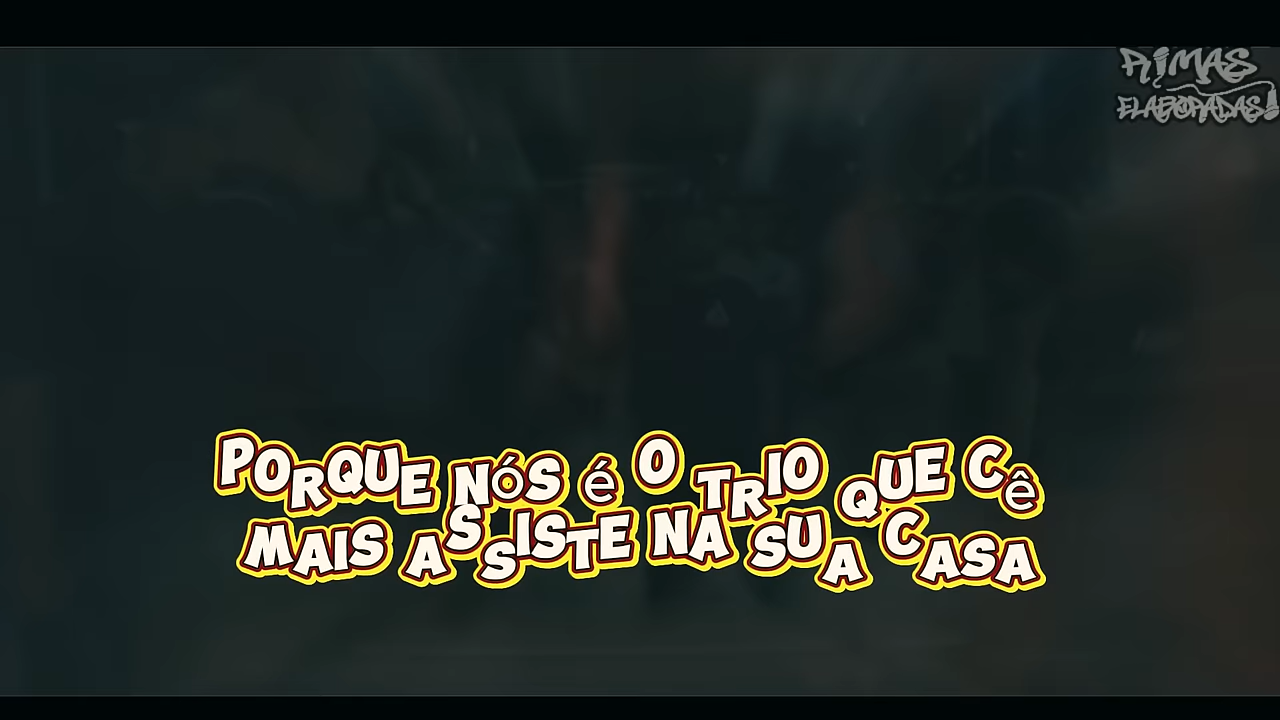 RIMAS
ELABORADAS!
PORQUE NÓS É O TRIO QUE CÊ
MAIS ASSISTE NA SUA CASA